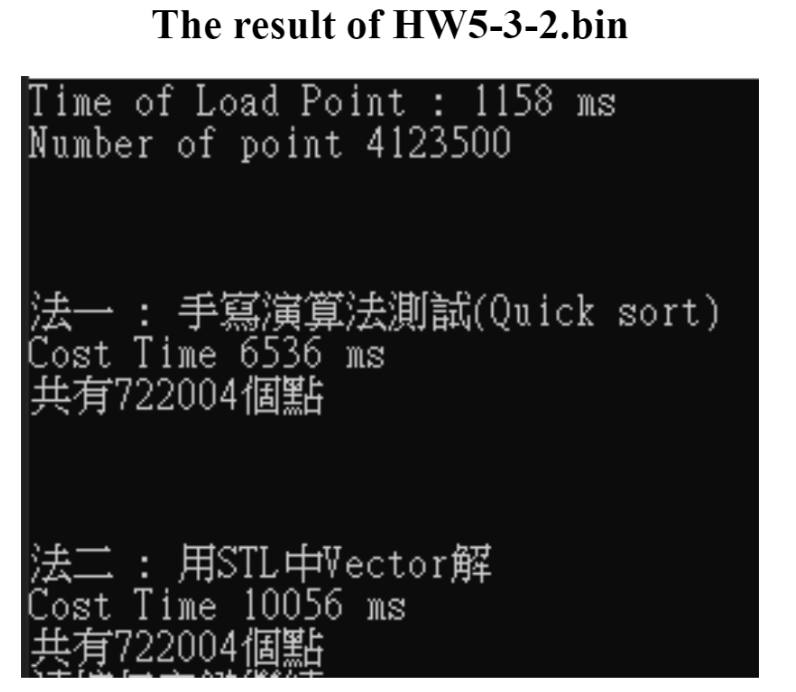 The result of HW5-3-2.bin
Time of Load Point : 1158 ms
Number of point 4123500
法一 : 手寫演算法測試(Quick sort)
Cost Time 6536 ms
共有722004個點
法二 : 用STL中Vector解
Cost Time 10056 ms
共有722004個點